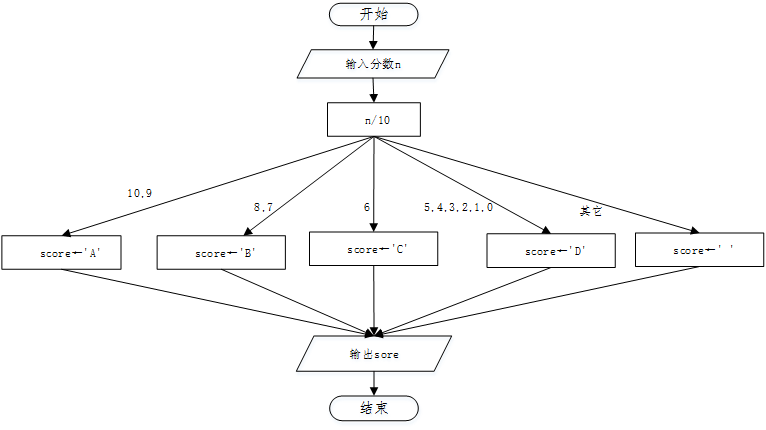 开始
输入分数n
n/10
10,9
8,7
6
5,4,3,2,1,0
其它
score←'A'
score←'B'
score←'C'
score←'D'
score←' '
输出sore
结束